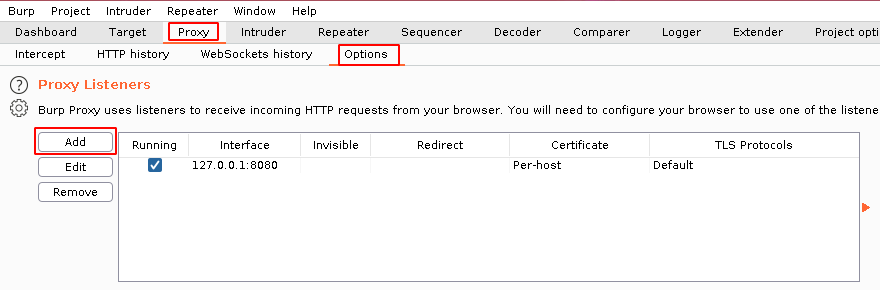 Burp Project Intruder Repeater Window Help
Dashboard Target Proxy Intruder Repeater Sequencer Decoder Comparer Logger Extender Project opti
Intercept HTTP history WebSockets history Options
? Proxy Listeners
Burp Proxy uses listeners to receive incoming HTTP requests from your browser. You will need to configure your browser to use one of the listene
Add
Edit
Remove
Running Interface Invisible Redirect Certificate TLS Protocols
127.0.0.1:8080 Per-host Default